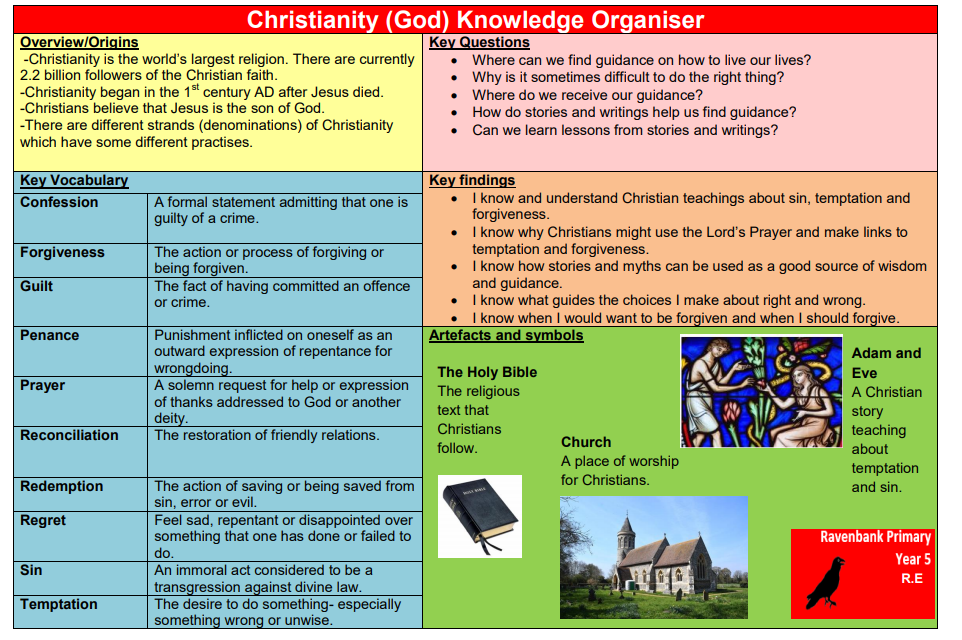 Christianity (God) Knowledge Organiser
Overview/Origins
-Christianity is the world's largest religion. There are currently
2.2 billion followers of the Christian faith.
-Christianity began in the 1st century AD after Jesus died.
-Christians believe that Jesus is the son of God.
-There are different strands (denominations) of Christianity
which have some different practises.
Key Questions
• Where can we find guidance on how to live our lives?
• Why is it sometimes difficult to do the right thing?
• Where do we receive our guidance?
• How do stories and writings help us find guidance?
• Can we learn lessons from stories and writings?
Key Vocabulary
Confession
A formal statement admitting that one is
guilty of a crime.
Forgiveness
The action or process of forgiving or
being forgiven.
Guilt
The fact of having committed an offence
or crime.
Penance
Punishment inflicted on oneself as an
outward expression of repentance for
wrongdoing.
Prayer
A solemn request for help or expression
of thanks addressed to God or another
deity.
Reconciliation
The restoration of friendly relations.
Redemption
The action of saving or being saved from
sin, error or evil.
Regret
Feel sad, repentant or disappointed over
something that one has done or failed to
do.
Sin
An immoral act considered to be a
transgression against divine law.
Temptation
The desire to do something- especially
something wrong or unwise.
Key findings
• I know and understand Christian teachings about sin, temptation and
forgiveness.
• I know why Christians might use the Lord's Prayer and make links to
temptation and forgiveness.
• I know how stories and myths can be used as a good source of wisdom
and guidance.
• I know what guides the choices I make about right and wrong.
• I know when I would want to be forgiven and when I should forgive.
Artefacts and symbols
The Holy Bible
The religious
text that
Christians
follow.
HOLY BIBLE
Church
A place of worship
for Christians.
Adam and
Eve
A Christian
story
teaching
about
temptation
and sin.
Ravenbank Primary
Year 5
R.E